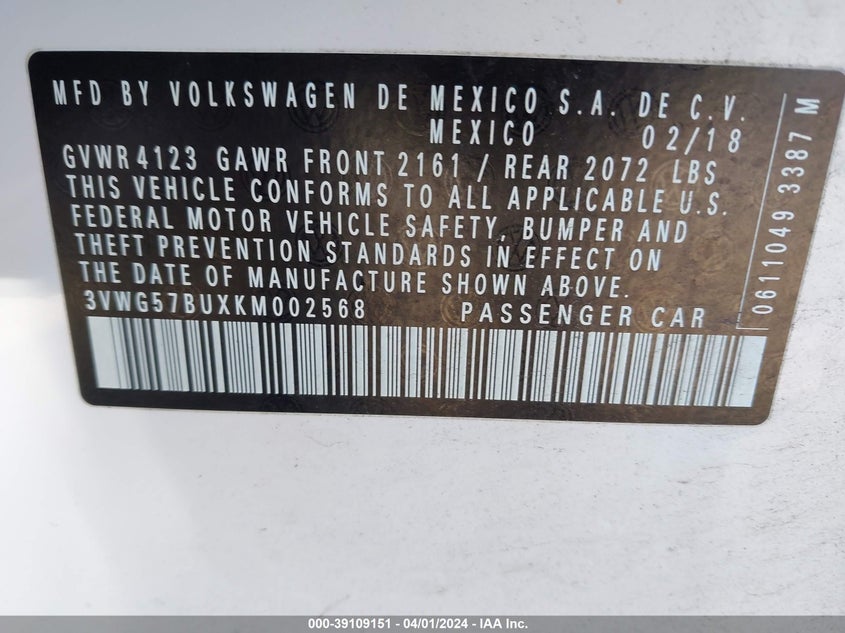 MFD BY VOLKSWAGEN DE MEXICO S.A. DE C.V.
MEXICO 02/18
GVWR 4123 GAWR FRONT 2161 / REAR 2072 LBS
THIS VEHICLE CONFORMS TO ALL APPLICABLE U.S.
FEDERAL MOTOR VEHICLE SAFETY, BUMPER AND
THEFT PREVENTION STANDARDS IN EFFECT ON
THE DATE OF MANUFACTURE SHOWN ABOVE.
3VWG57BUXKM002568 PASSENGER CAR
0611049 3387 M
000-39109151 - 04/01/2024 - IAA Inc.